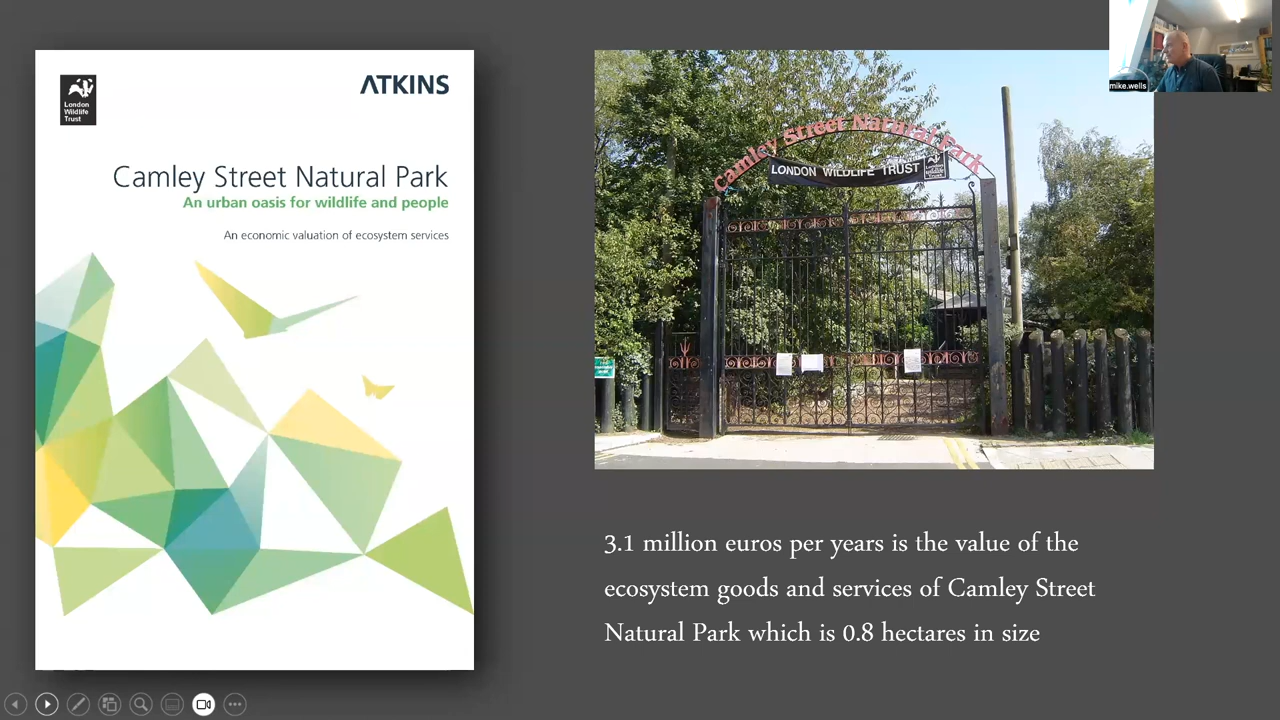 London
Wildlife
Trust
ATKINS
Camley Street Natural Park
An urban oasis for wildlife and people
An economic valuation of ecosystem services
Camley Street Natural Park
LONDON WILDLIFE TRUST
mike.wells
3.1 million euros per years is the value of the
ecosystem goods and services of Camley Street
Natural Park which is 0.8 hectares in size